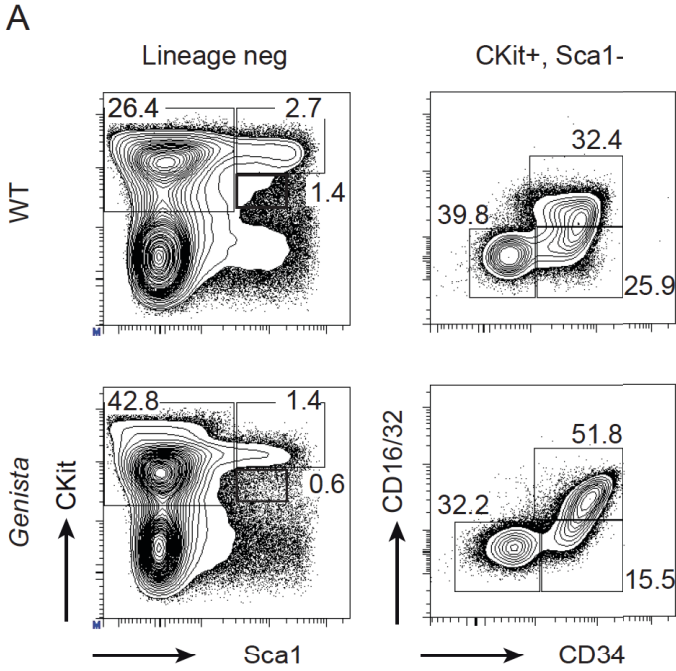 A
Lineage neg
CKit+, Sca1-
WT
26.4
2.7
1.4
32.4
39.8
25.9
M
Genista
CKit
42.8
1.4
0.6
CD16/32
51.8
32.2
15.5
M
Sca1
CD34